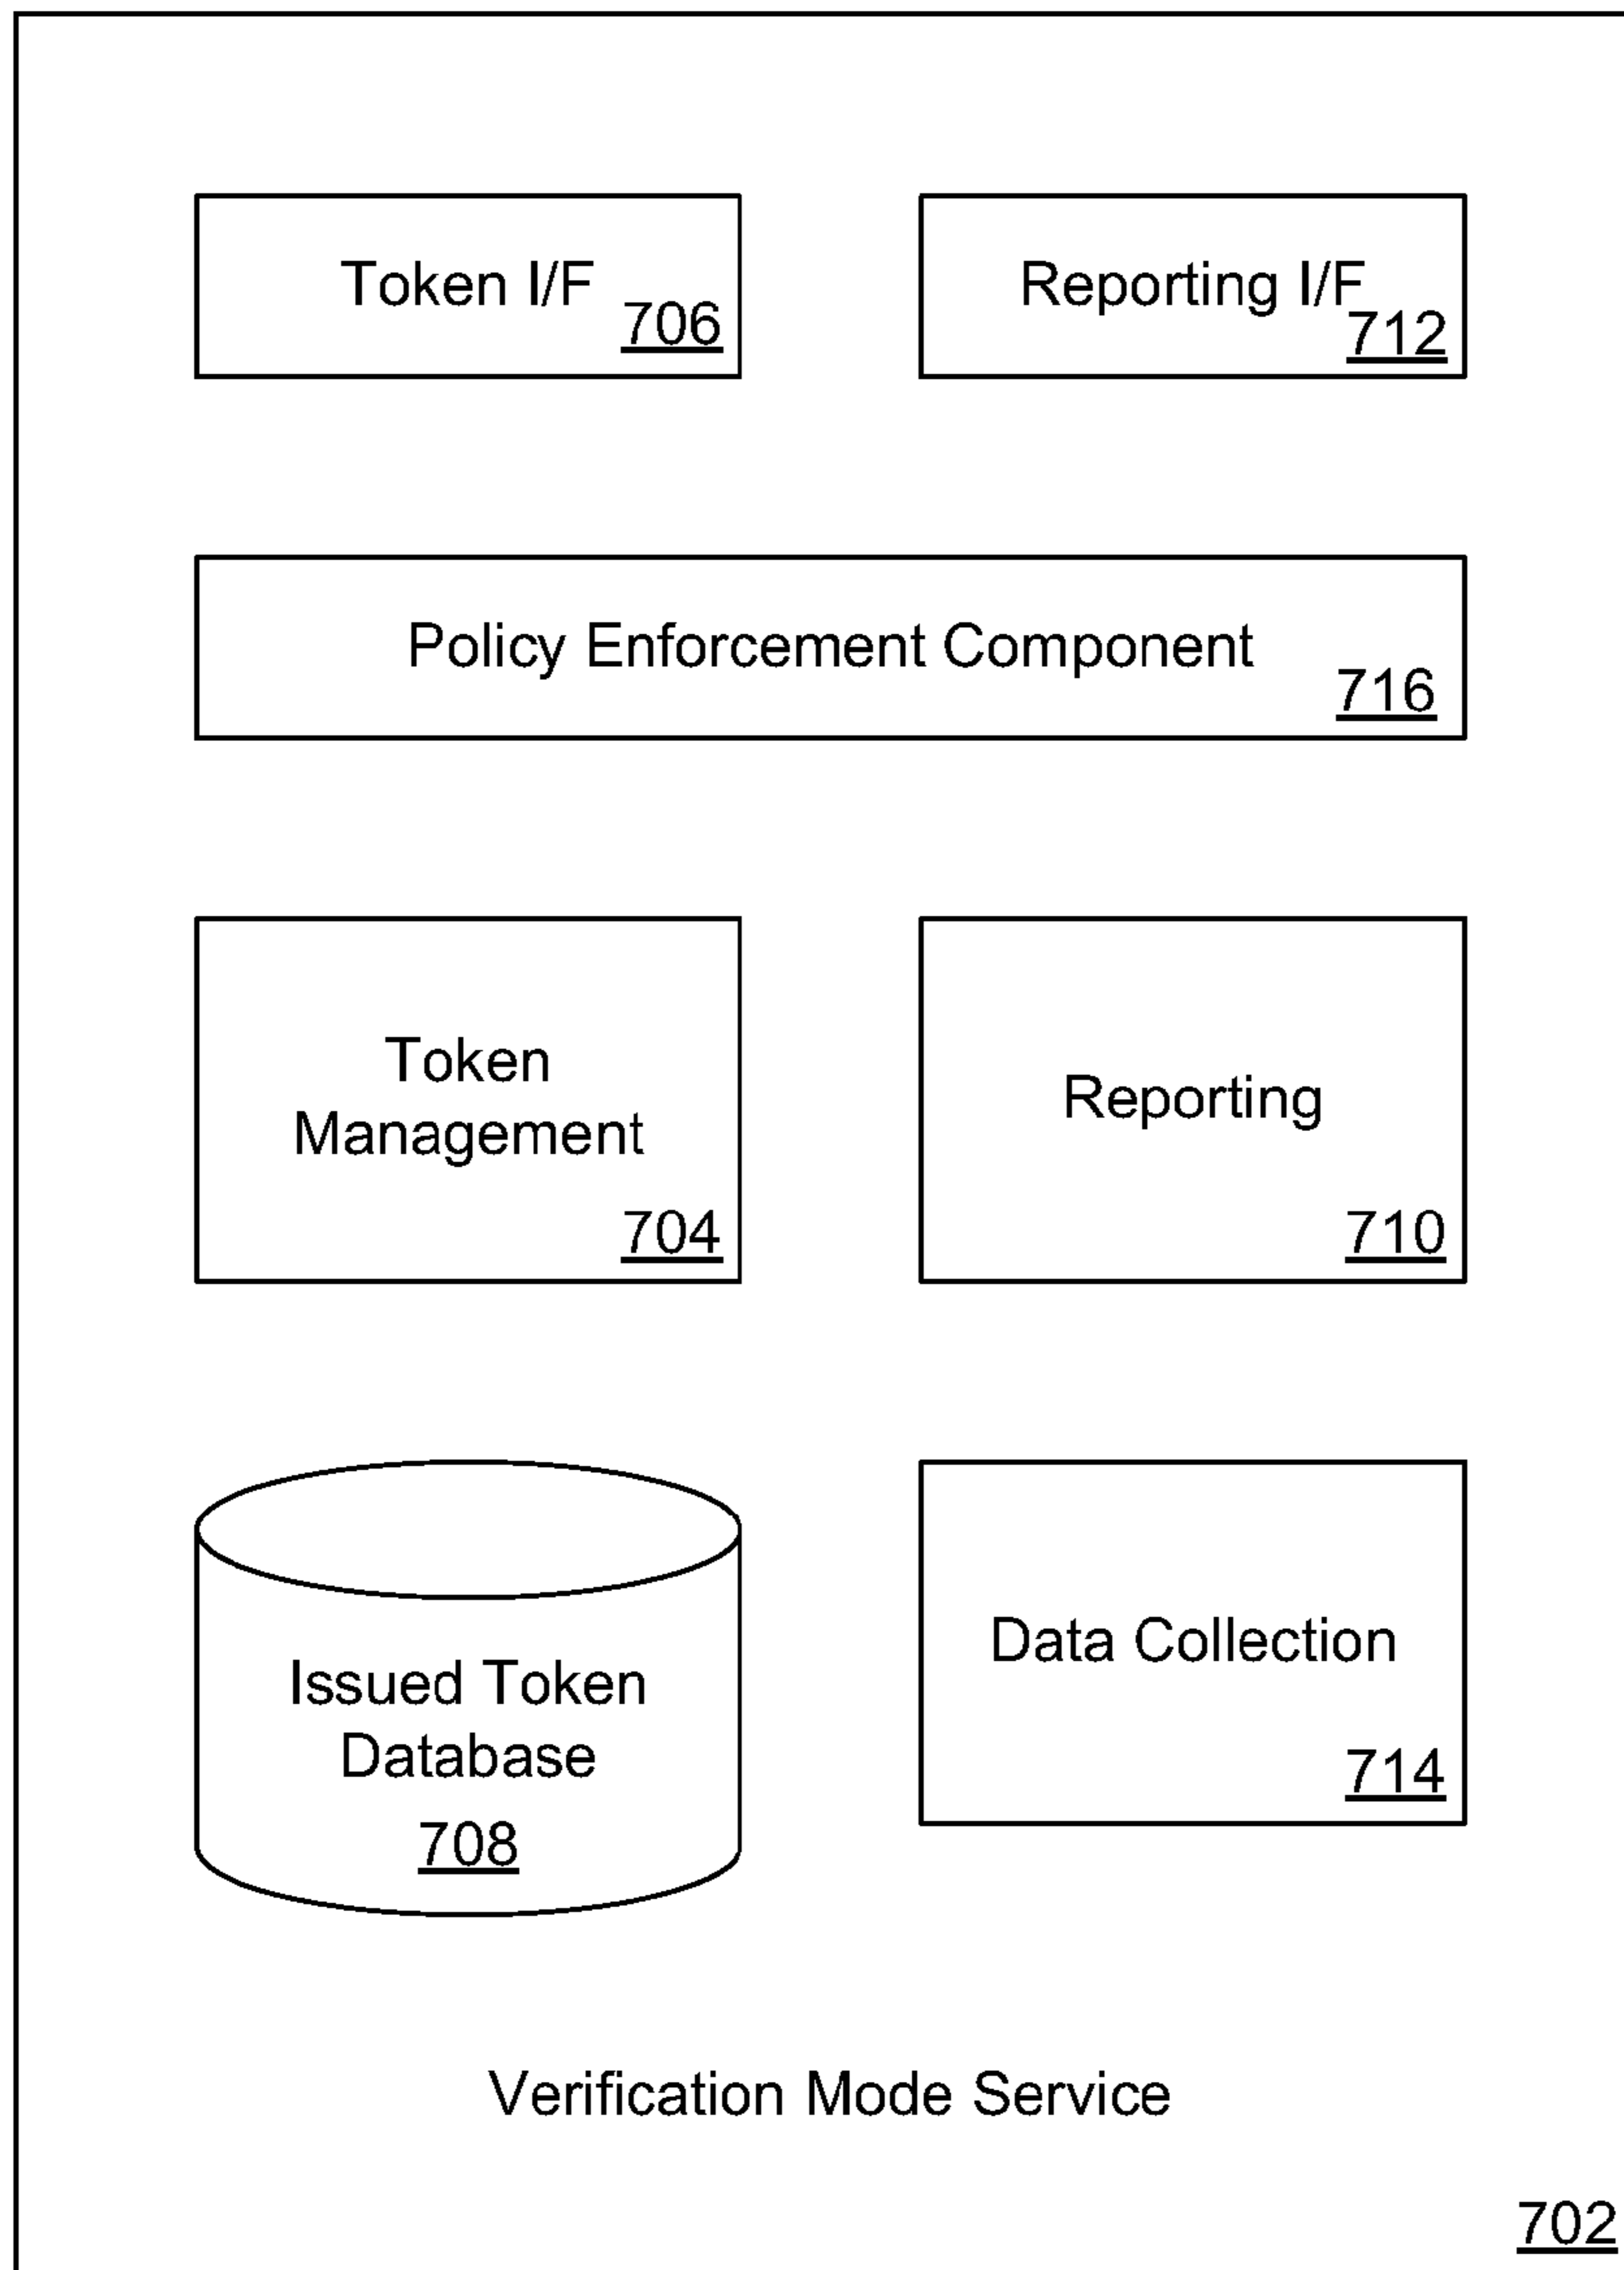 Token I/F
706
Reporting I/F
712
Policy Enforcement Component
716
Token
Management
704
Reporting
710
Issued Token
Database
708
Data Collection
714
Verification Mode Service
702